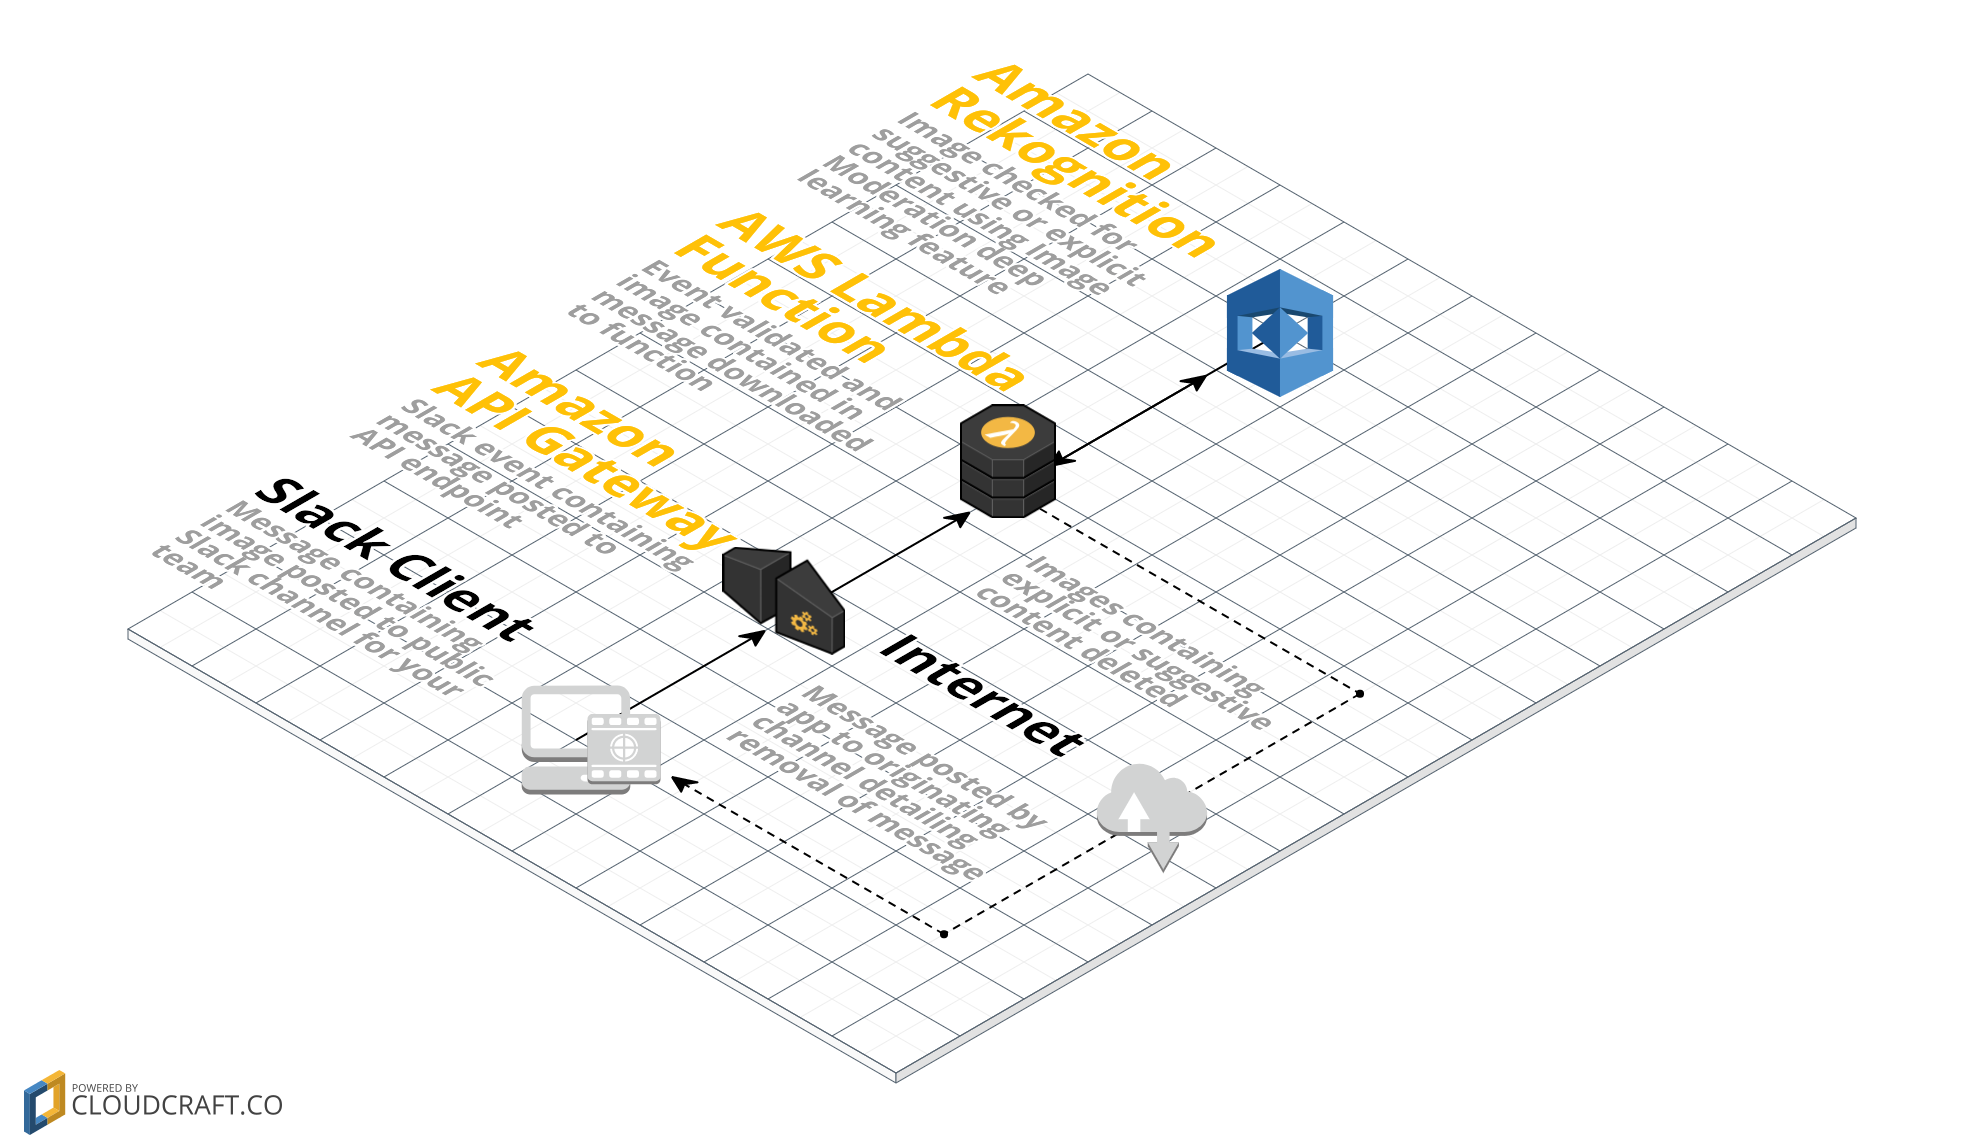 Amazon
Rekognition
Image checked for
suggestive or explicit
content using Image
Moderation deep
learning feature
AWS Lambda
Function
Event validated and
image contained in
message downloaded
to function
Amazon
API Gateway
Slack event containing
message posted to
API endpoint
Slack Client
Message containing
image posted to public
Slack channel for your
team
Images containing
explicit or suggestive
content deleted
Internet
Message posted by
app to originating
channel detailing
removal of message
POWERED BY
CLOUDCRAFT.CO